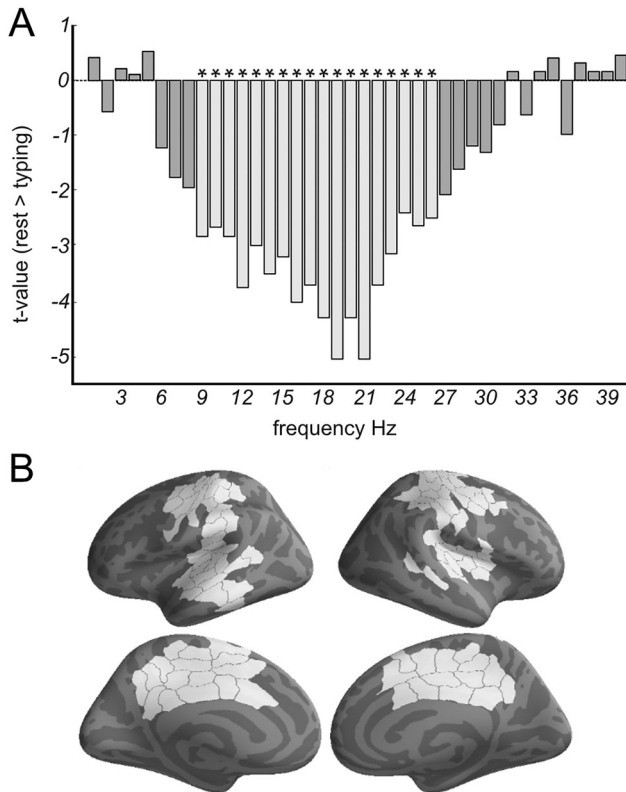 A
1
0
-1
-2
-3
-4
-5
t-value (rest > typing)
* * * * * * * * * * * * * * * * * *
3 6 9 12 15 18 21 24 27 30 33 36 39
frequency Hz
B